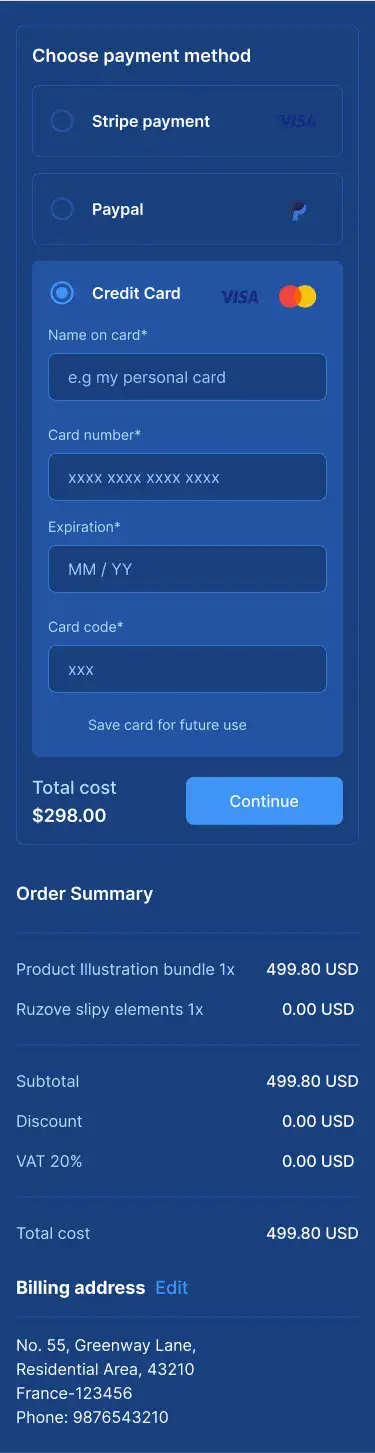 Choose payment method
Stripe payment VISA
Paypal
Credit Card VISA
Name on card*
e.g my personal card
Card number*
xxxx xxxx xxxx xxxx
Expiration*
MM / YY
Card code*
xxx
Save card for future use
Total cost
$298.00
Continue
Order Summary
Product Illustration bundle 1x 499.80 USD
Ruzove slipy elements 1x 0.00 USD
Subtotal 499.80 USD
Discount 0.00 USD
VAT 20% 0.00 USD
Total cost 499.80 USD
Billing address Edit
No. 55, Greenway Lane,
Residential Area, 43210
France-123456
Phone: 9876543210